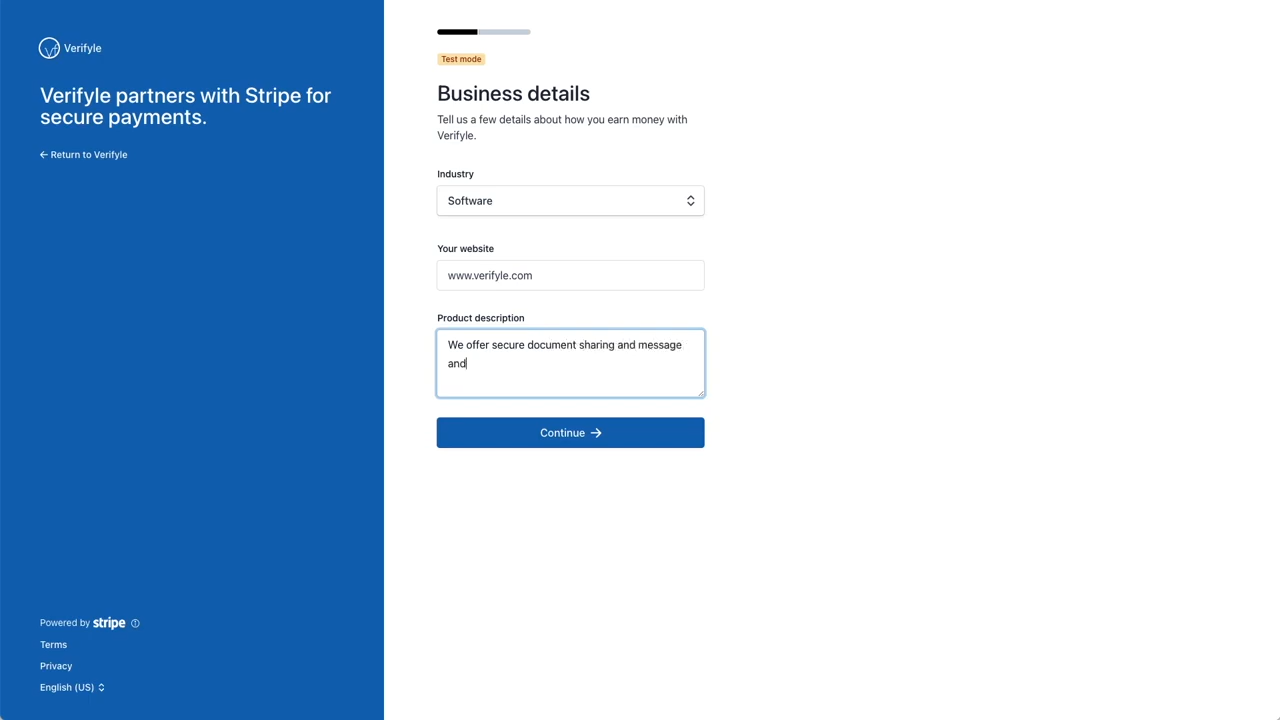 Verifyle
Verifyle partners with Stripe for
secure payments.
← Return to Verifyle
Powered by stripe
Terms
Privacy
English (US)
Test mode
Business details
Tell us a few details about how you earn money with
Verifyle.
Industry
Software
Your website
www.verifyle.com
Product description
We offer secure document sharing and message
and
Continue →